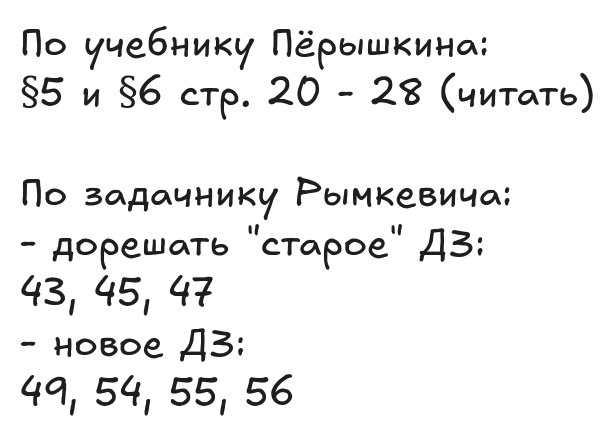 По учебнику Пёрышкина:
§5 и §6 стр. 20 - 28 (читать)
По задачнику Рымкевича:
- дорешать "старое" ДЗ:
43, 45, 47
- новое ДЗ:
49, 54, 55, 56